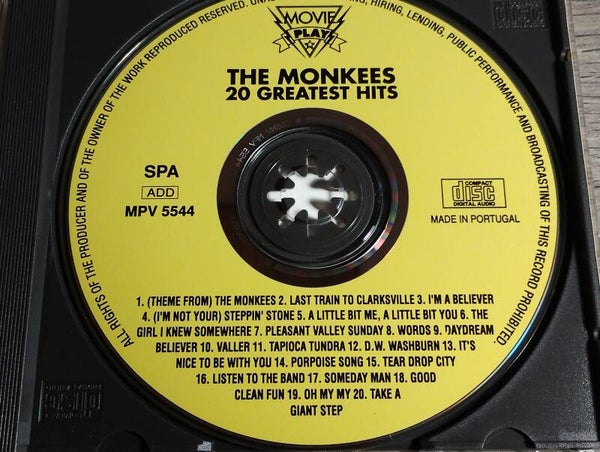 ALL RIGHTS OF THE PRODUCER AND OF THE OWNER OF THE WORK REPRODUCED RESERVED. HIRING, LENDING, PUBLIC PERFORMANCE AND BROADCASTING OF THIS RECORD PROHIBITED.
MOVIE
PLAY
THE MONKEES
20 GREATEST HITS
SPA
ADD
MPV 5544
COMPACT
disc
DIGITAL AUDIO
MADE IN PORTUGAL
1. (THEME FROM) THE MONKEES 2. LAST TRAIN TO CLARKSVILLE 3. I'M A BELIEVER
4. (I'M NOT YOUR) STEPPIN' STONE 5. A LITTLE BIT ME, A LITTLE BIT YOU 6. THE
GIRL I KNEW SOMEWHERE 7. PLEASANT VALLEY SUNDAY 8. WORDS 9. DAYDREAM
BELIEVER 10. VALLER 11. TAPIOCA TUNDRA 12. D.W. WASHBURN 13. IT'S
NICE TO BE WITH YOU 14. PORPOISE SONG 15. TEAR DROP CITY
16. LISTEN TO THE BAND 17. SOMEDAY MAN 18. GOOD
CLEAN FUN 19. OH MY MY 20. TAKE A
GIANT STEP